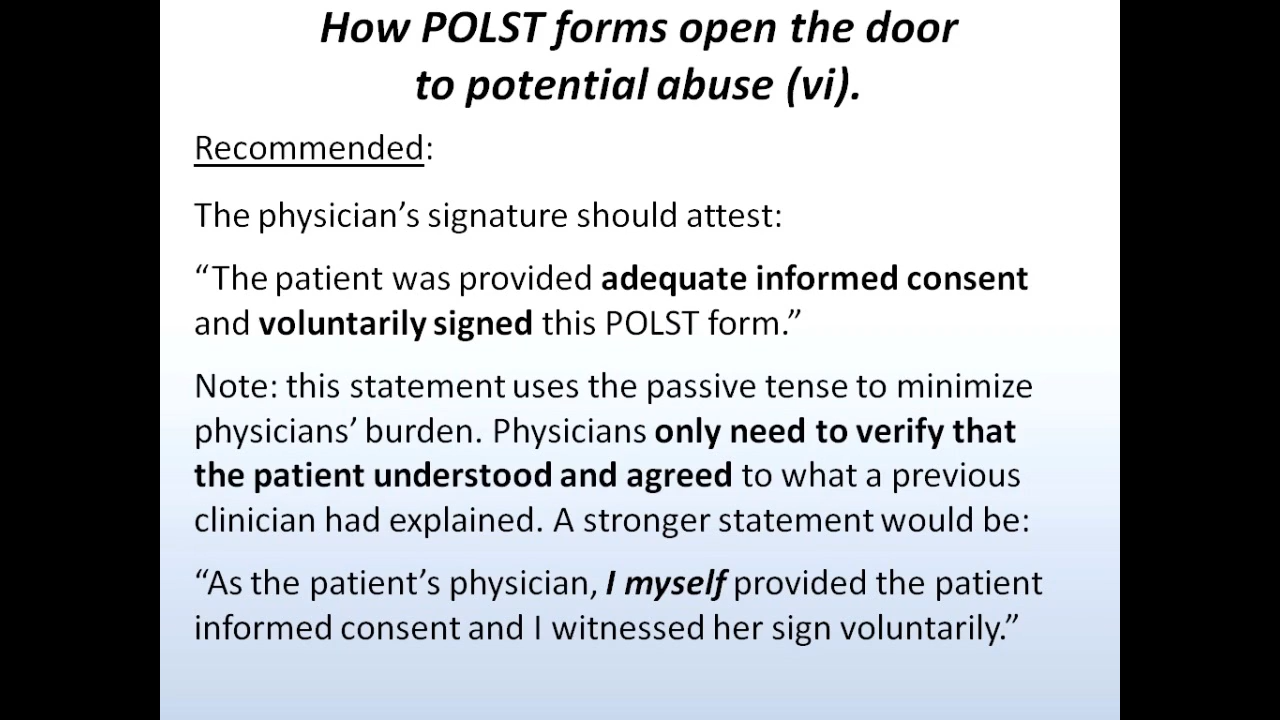 How POLST forms open the door
to potential abuse (vi).
Recommended:
The physician’s signature should attest:
“The patient was provided adequate informed consent
and voluntarily signed this POLST form.”
Note: this statement uses the passive tense to minimize
physicians’ burden. Physicians only need to verify that
the patient understood and agreed to what a previous
clinician had explained. A stronger statement would be:
“As the patient’s physician, I myself provided the patient
informed consent and I witnessed her sign voluntarily.”